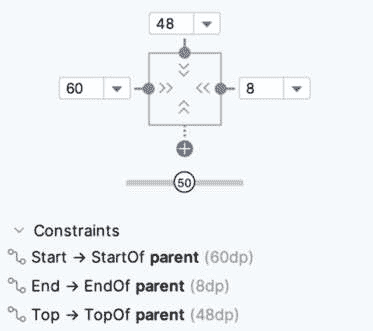 48
60
8
50
Constraints
Start → StartOf parent (60dp)
End → EndOf parent (8dp)
Top → TopOf parent (48dp)